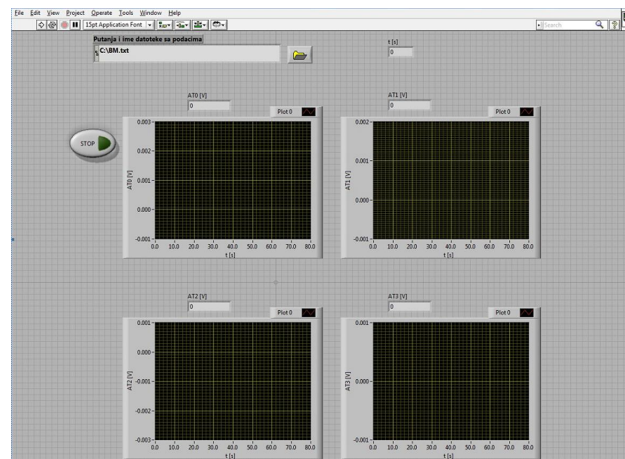 File Edit View Project Operate Tools Window Help
15pt Application Font
Search
Putanja i ime datoteke sa podacima
C:\BM.txt
t [s]
0
STOP
AT0 [V]
0
Plot 0
0.003
0.002
0.001
0.000
-0.001
AT0 [V]
0.0 10.0 20.0 30.0 40.0 50.0 60.0 70.0 80.0
t [s]
AT1 [V]
0
Plot 0
0.002
0.001
0.000
-0.001
AT1 [V]
0.0 10.0 20.0 30.0 40.0 50.0 60.0 70.0 80.0
t [s]
AT2 [V]
0
Plot 0
0.001
0.000
-0.001
-0.002
-0.003
AT2 [V]
0.0 10.0 20.0 30.0 40.0 50.0 60.0 70.0 80.0
t [s]
AT3 [V]
0
Plot 0
0.001
0.000
-0.001
AT3 [V]
0.0 10.0 20.0 30.0 40.0 50.0 60.0 70.0 80.0
t [s]